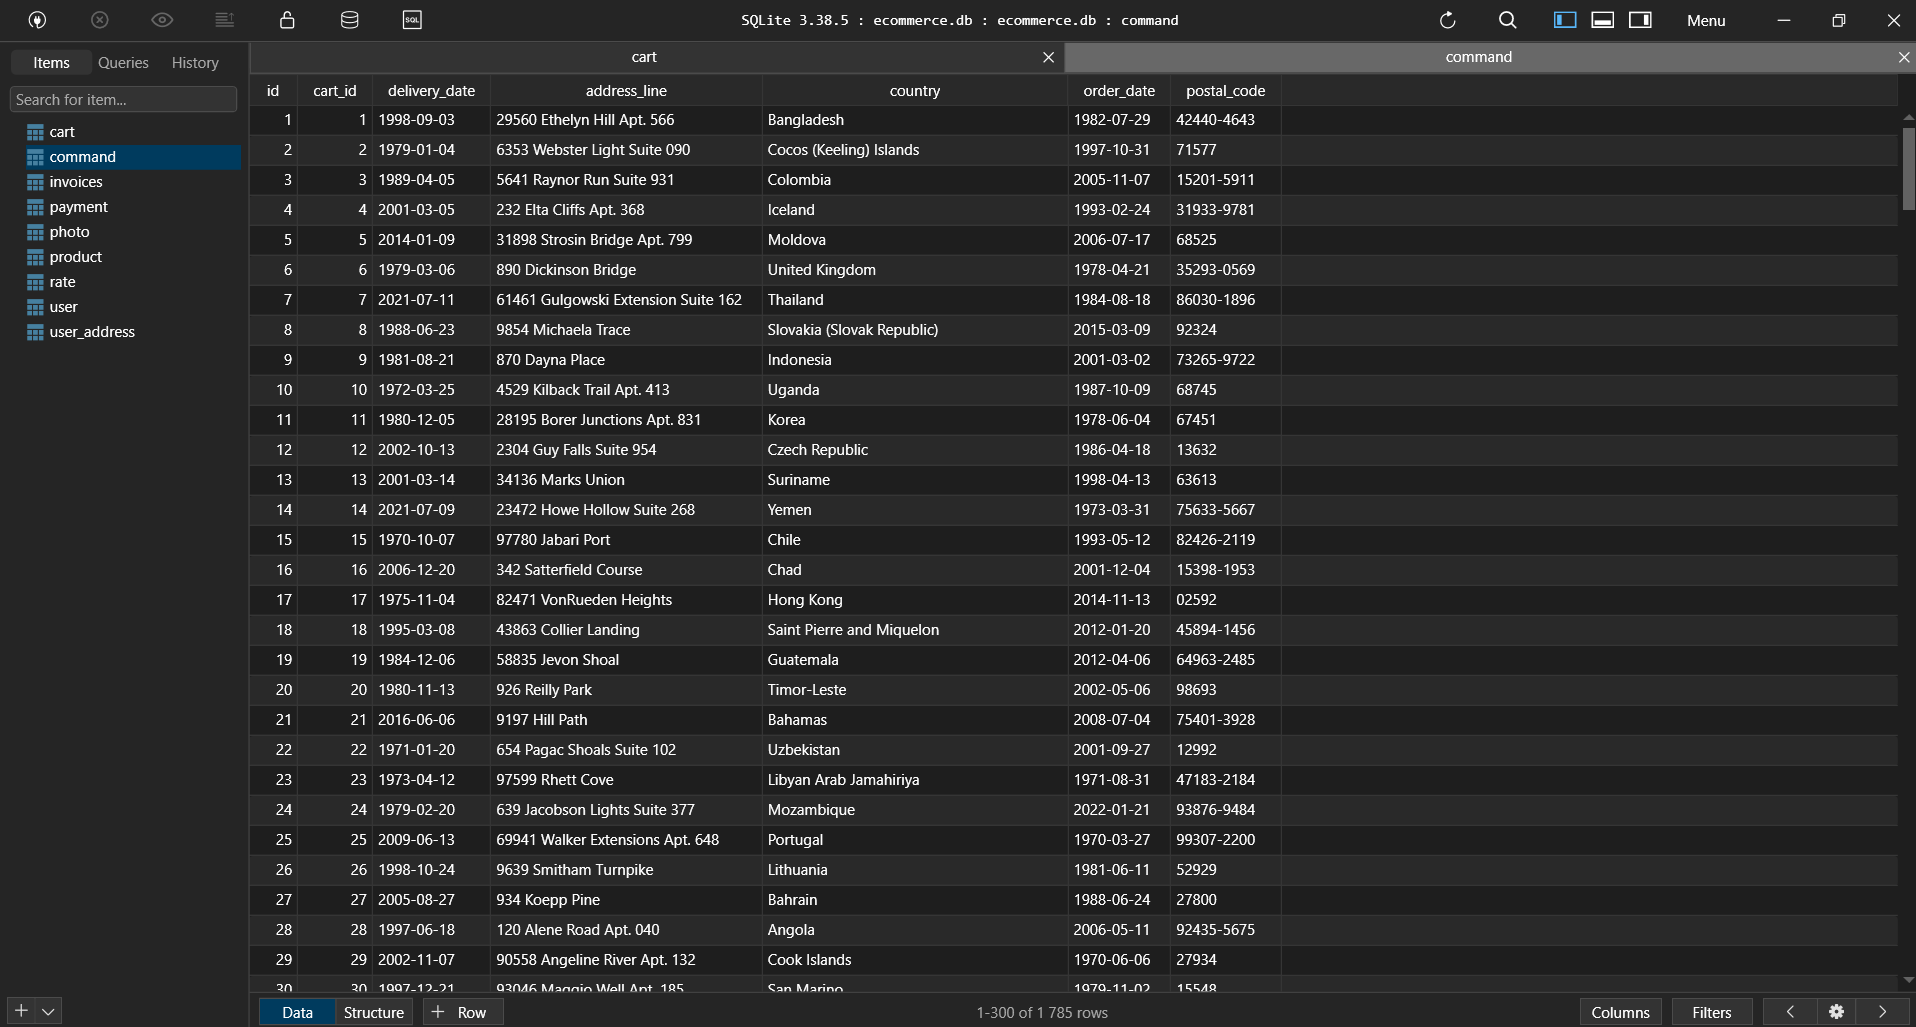 SQL
SQLite 3.38.5 : ecommerce.db : ecommerce.db : command
Menu
Items Queries History
cart
command
Search for item...
cart
command
invoices
payment
photo
product
rate
user
user_address
id cart_id delivery_date address_line country order_date postal_code
1 1 1998-09-03 29560 Ethelyn Hill Apt. 566 Bangladesh 1982-07-29 42440-4643
2 2 1979-01-04 6353 Webster Light Suite 090 Cocos (Keeling) Islands 1997-10-31 71577
3 3 1989-04-05 5641 Raynor Run Suite 931 Colombia 2005-11-07 15201-5911
4 4 2001-03-05 232 Elta Cliffs Apt. 368 Iceland 1993-02-24 31933-9781
5 5 2014-01-09 31898 Strosin Bridge Apt. 799 Moldova 2006-07-17 68525
6 6 1979-03-06 890 Dickinson Bridge United Kingdom 1978-04-21 35293-0569
7 7 2021-07-11 61461 Gulgowski Extension Suite 162 Thailand 1984-08-18 86030-1896
8 8 1988-06-23 9854 Michaela Trace Slovakia (Slovak Republic) 2015-03-09 92324
9 9 1981-08-21 870 Dayna Place Indonesia 2001-03-02 73265-9722
10 10 1972-03-25 4529 Kilback Trail Apt. 413 Uganda 1987-10-09 68745
11 11 1980-12-05 28195 Borer Junctions Apt. 831 Korea 1978-06-04 67451
12 12 2002-10-13 2304 Guy Falls Suite 954 Czech Republic 1986-04-18 13632
13 13 2001-03-14 34136 Marks Union Suriname 1998-04-13 63613
14 14 2021-07-09 23472 Howe Hollow Suite 268 Yemen 1973-03-31 75633-5667
15 15 1970-10-07 97780 Jabari Port Chile 1993-05-12 82426-2119
16 16 2006-12-20 342 Satterfield Course Chad 2001-12-04 15398-1953
17 17 1975-11-04 82471 VonRueden Heights Hong Kong 2014-11-13 02592
18 18 1995-03-08 43863 Collier Landing Saint Pierre and Miquelon 2012-01-20 45894-1456
19 19 1984-12-06 58835 Jevon Shoal Guatemala 2012-04-06 64963-2485
20 20 1980-11-13 926 Reilly Park Timor-Leste 2002-05-06 98693
21 21 2016-06-06 9197 Hill Path Bahamas 2008-07-04 75401-3928
22 22 1971-01-20 654 Pagac Shoals Suite 102 Uzbekistan 2001-09-27 12992
23 23 1973-04-12 97599 Rhett Cove Libyan Arab Jamahiriya 1971-08-31 47183-2184
24 24 1979-02-20 639 Jacobson Lights Suite 377 Mozambique 2022-01-21 93876-9484
25 25 2009-06-13 69941 Walker Extensions Apt. 648 Portugal 1970-03-27 99307-2200
26 26 1998-10-24 9639 Smitham Turnpike Lithuania 1981-06-11 52929
27 27 2005-08-27 934 Koepp Pine Bahrain 1988-06-24 27800
28 28 1997-06-18 120 Alene Road Apt. 040 Angola 2006-05-11 92435-5675
29 29 2002-11-07 90558 Angeline River Apt. 132 Cook Islands 1970-06-06 27934
30 30 1997-12-21 93046 Maggio Well Apt. 185 San Marino 1979-11-02 15548
Data Structure + Row
1-300 of 1 785 rows
Columns Filters